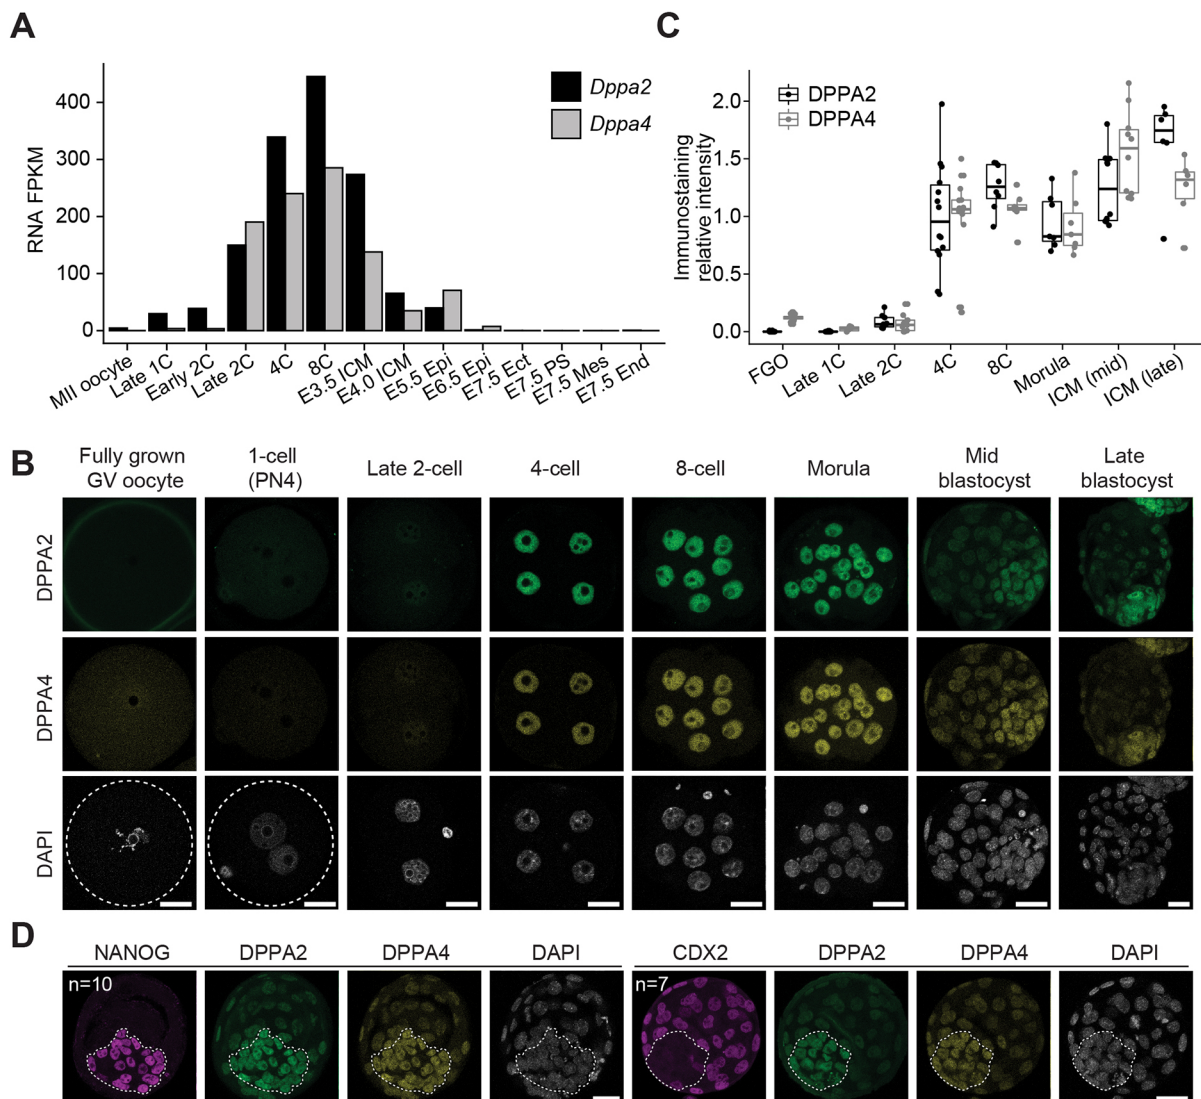 A
RNA FPKM
400
300
200
100
0
Dppa2
Dppa4
MII oocyte
Late 1C
Early 2C
Late 2C
4C
8C
E3.5 ICM
E4.0 ICM
E5.5 Epi
E6.5 Epi
E7.5 Ect
E7.5 PS
E7.5 Mes
E7.5 End
C
Immunostaining
relative intensity
2.0
1.5
1.0
0.5
0.0
DPPA2
DPPA4
FGO
Late 1C
Late 2C
4C
8C
Morula
ICM (mid)
ICM (late)
B
Fully grown
GV oocyte
1-cell
(PN4)
Late 2-cell
4-cell
8-cell
Morula
Mid
blastocyst
Late
blastocyst
DPPA2
DPPA4
DAPI
D
NANOG
DPPA2
DPPA4
DAPI
CDX2
DPPA2
DPPA4
DAPI
n=10
n=7